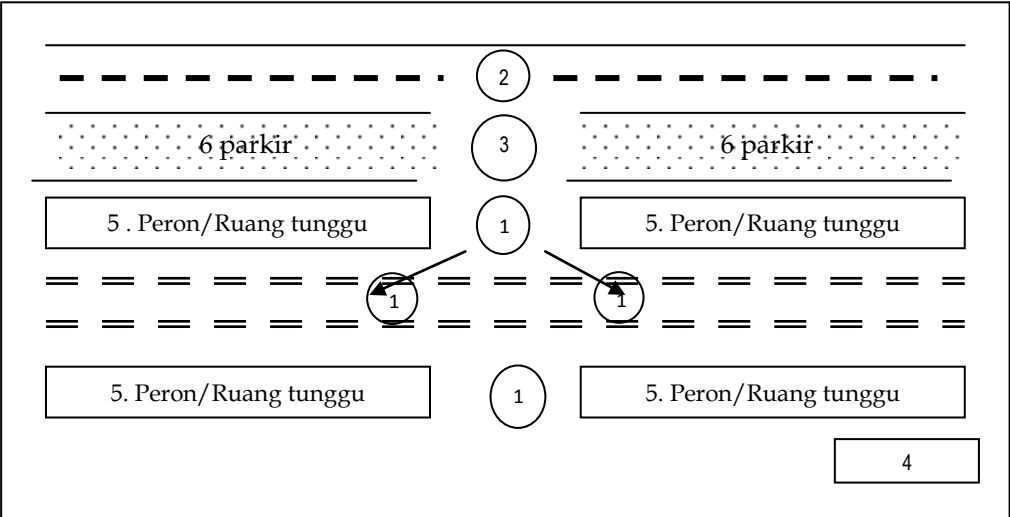 2
6 parkir
3
6 parkir
5 . Peron/Ruang tunggu
1
5. Peron/Ruang tunggu
1
1
5. Peron/Ruang tunggu
1
5. Peron/Ruang tunggu
4